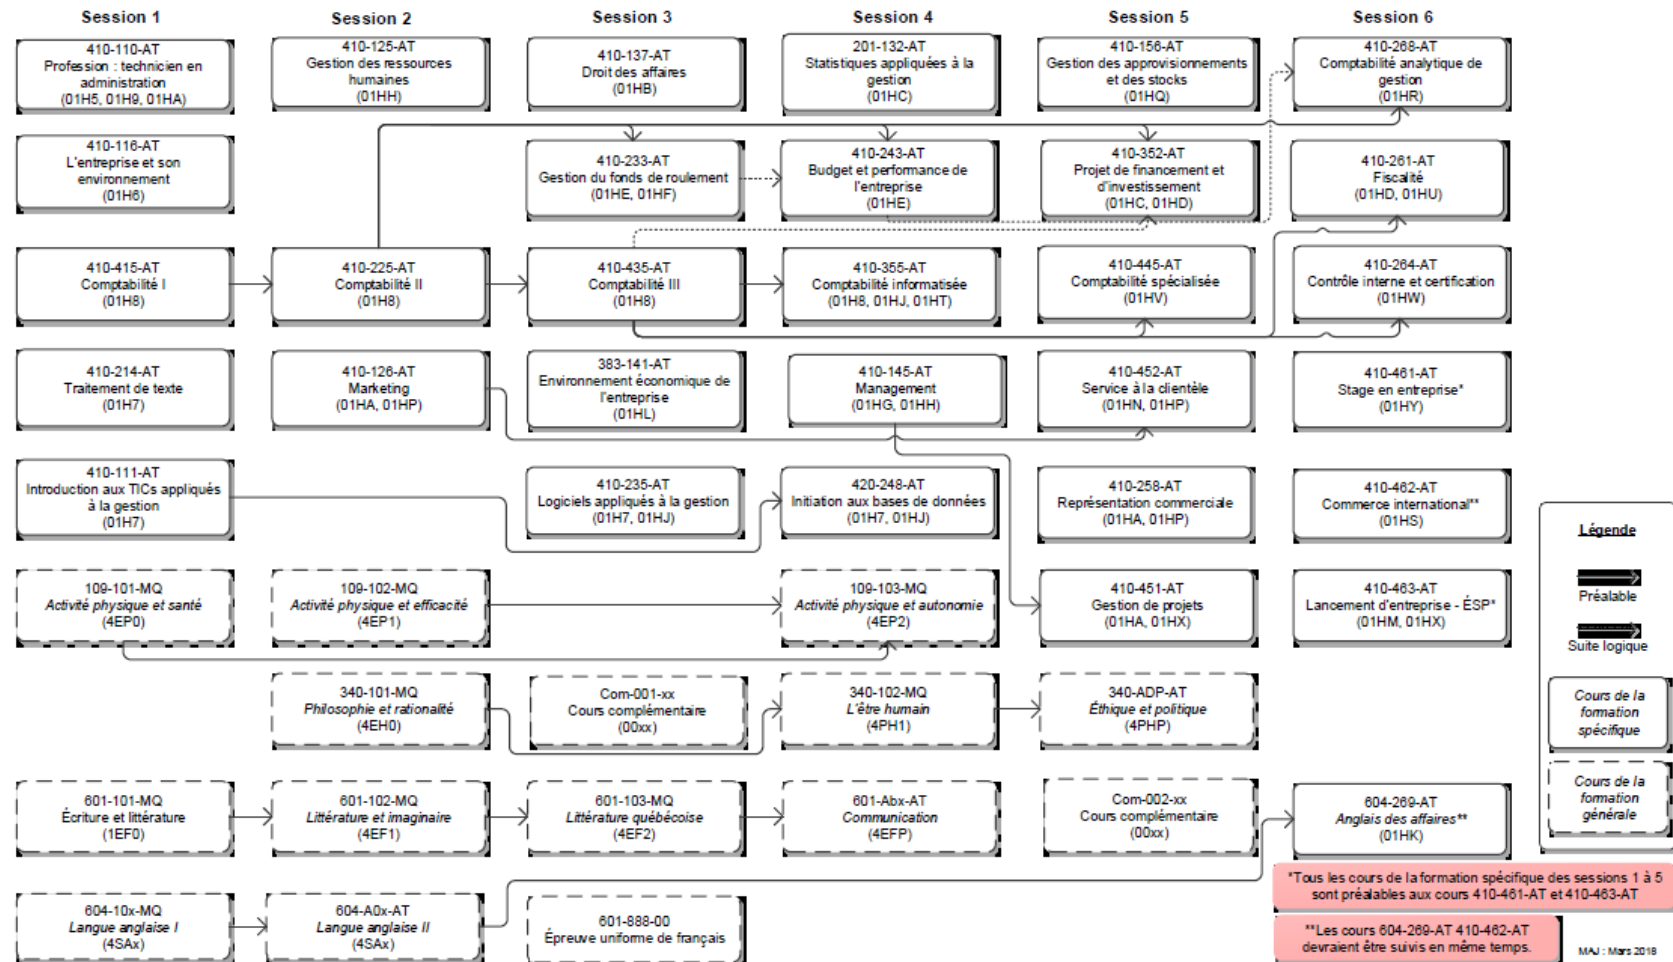 Session 1
Session 2
Session 3
Session 4
Session 5
Session 6
410-110-AT
Profession : technicien en
administration
(01H5, 01H9, 01HA)
410-125-AT
Gestion des ressources
humaines
(01HH)
410-137-AT
Droit des affaires
(01HB)
201-132-AT
Statistiques appliquées à la
gestion
(01HC)
410-156-AT
Gestion des approvisionnements
et des stocks
(01HQ)
410-268-AT
Comptabilité analytique de
gestion
(01HR)
410-116-AT
L'entreprise et son
environnement
(01H6)
410-233-AT
Gestion du fonds de roulement
(01HE, 01HF)
410-243-AT
Budget et performance de
l'entreprise
(01HE)
410-352-AT
Projet de financement et
d'investissement
(01HC, 01HD)
410-261-AT
Fiscalité
(01HD, 01HU)
410-415-AT
Comptabilité I
(01H8)
410-225-AT
Comptabilité II
(01H8)
410-435-AT
Comptabilité III
(01H8)
410-355-AT
Comptabilité informatisée
(01H8, 01HJ, 01HT)
410-445-AT
Comptabilité spécialisée
(01HV)
410-264-AT
Contrôle interne et certification
(01HW)
410-214-AT
Traitement de texte
(01H7)
410-126-AT
Marketing
(01HA, 01HP)
383-141-AT
Environnement économique de
l'entreprise
(01HL)
410-145-AT
Management
(01HG, 01HH)
410-452-AT
Service à la clientèle
(01HN, 01HP)
410-461-AT
Stage en entreprise*
(01HY)
410-111-AT
Introduction aux TICs appliqués
à la gestion
(01H7)
410-235-AT
Logiciels appliqués à la gestion
(01H7, 01HJ)
420-248-AT
Initiation aux bases de données
(01H7, 01HJ)
410-258-AT
Représentation commerciale
(01HA, 01HP)
410-462-AT
Commerce international**
(01HS)
109-101-MQ
Activité physique et santé
(4EP0)
109-102-MQ
Activité physique et efficacité
(4EP1)
109-103-MQ
Activité physique et autonomie
(4EP2)
410-451-AT
Gestion de projets
(01HA, 01HX)
410-463-AT
Lancement d'entreprise - ÉSP*
(01HM, 01HX)
340-101-MQ
Philosophie et rationalité
(4EH0)
Com-001-xx
Cours complémentaire
(00xx)
340-102-MQ
L'être humain
(4PH1)
340-ADP-AT
Éthique et politique
(4PHP)
601-101-MQ
Écriture et littérature
(1EF0)
601-102-MQ
Littérature et imaginaire
(4EF1)
601-103-MQ
Littérature québécoise
(4EF2)
601-Abx-AT
Communication
(4EFP)
Com-002-xx
Cours complémentaire
(00xx)
604-269-AT
Anglais des affaires**
(01HK)
604-10x-MQ
Langue anglaise I
(4SAx)
604-A0x-AT
Langue anglaise II
(4SAx)
601-888-00
Épreuve uniforme de français
Légende
Préalable
Suite logique
Cours de la
formation
spécifique
Cours de la
formation
générale
*Tous les cours de la formation spécifique des sessions 1 à 5
sont préalables aux cours 410-461-AT et 410-463-AT
**Les cours 604-269-AT 410-462-AT
devraient être suivis en même temps.
MAJ : Mars 2018